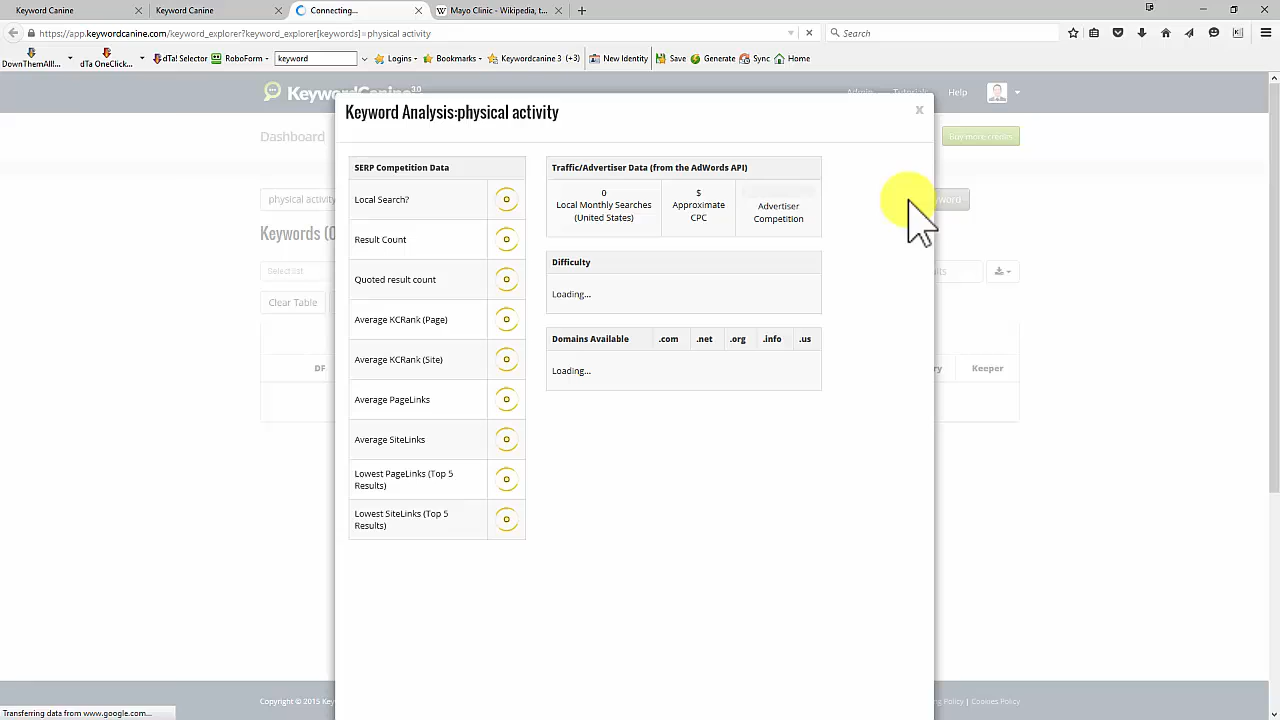 Keyword Canine
Keyword Canine
Connecting...
Mayo Clinic - Wikipedia, t...
https://app.keywordcanine.com/keyword_explorer?keyword_explorer[keywords]=physical activity
Search
DownThemAll!...
dTa OneClick...
dTa! Selector
RoboForm
keyword
Logins
Bookmarks
Keywordcanine 3 (+3)
New Identity
Save
Generate
Sync
Home
KeywordCanine 3.0
Admin
Tutorials
Help
Dashboard
Buy more credits
Keyword Analysis:physical activity
x
physical activity
Keywords (0
Select list
Clear Table
DF
Keeper
SERP Competition Data
Local Search?
Result Count
Quoted result count
Average KCRank (Page)
Average KCRank (Site)
Average PageLinks
Average SiteLinks
Lowest PageLinks (Top 5
Results)
Lowest SiteLinks (Top 5
Results)
Traffic/Advertiser Data (from the AdWords API)
0
Local Monthly Searches
(United States)
$
Approximate
CPC
Advertiser
Competition
Difficulty
Loading...
Domains Available .com .net .org .info .us
Loading...
Copyright © 2015 Key
Policy | Cookies Policy
Transferring data from www.google.com...